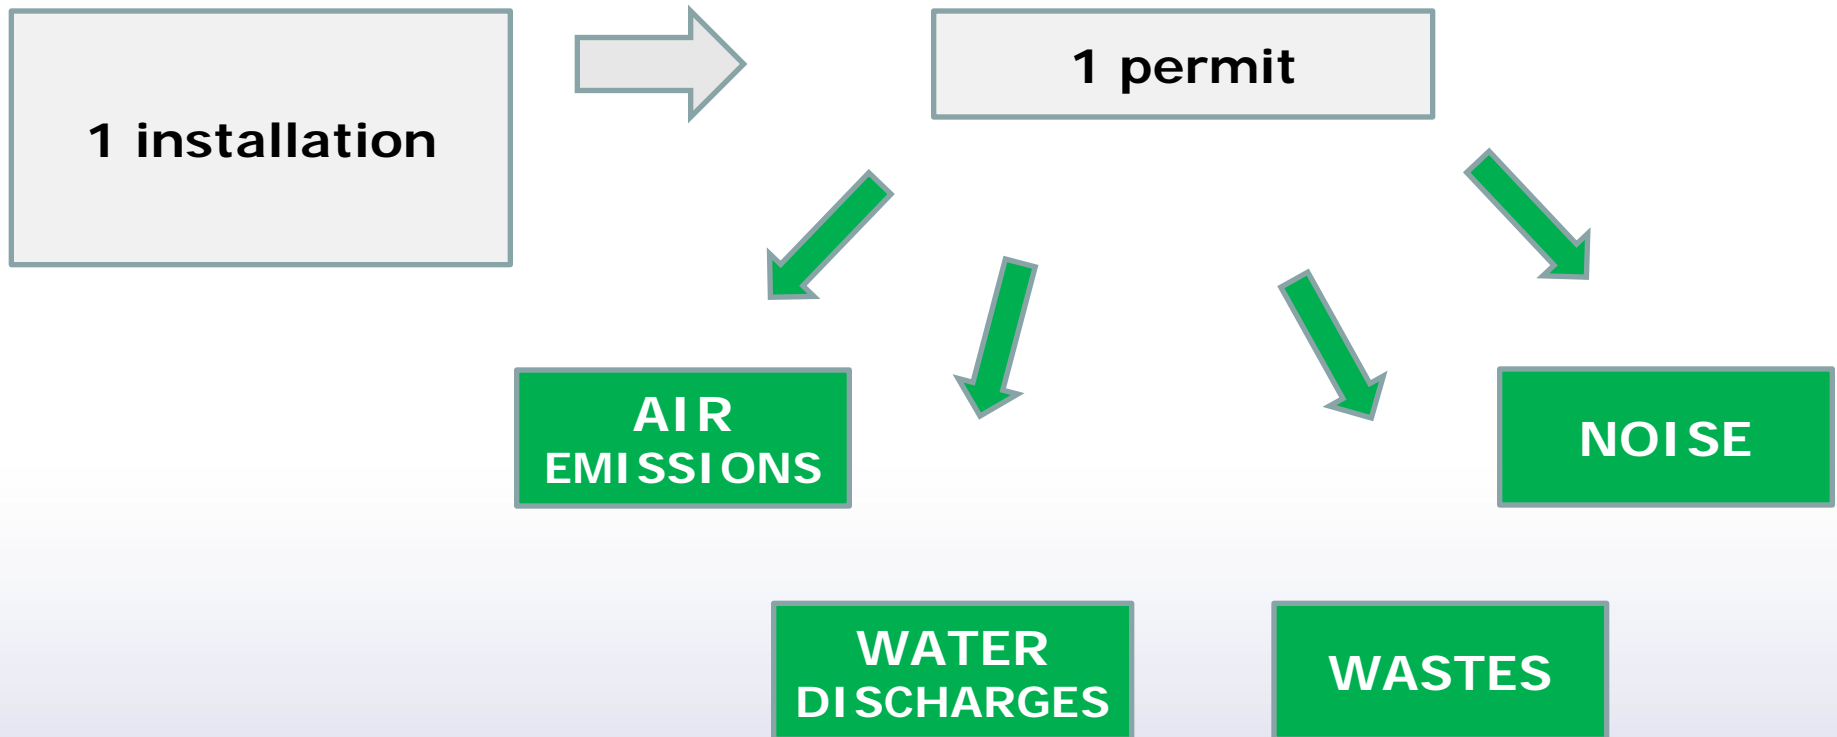 1 installation
1 permit
AIR
EMISSIONS
NOISE
WATER
DISCHARGES
WASTES